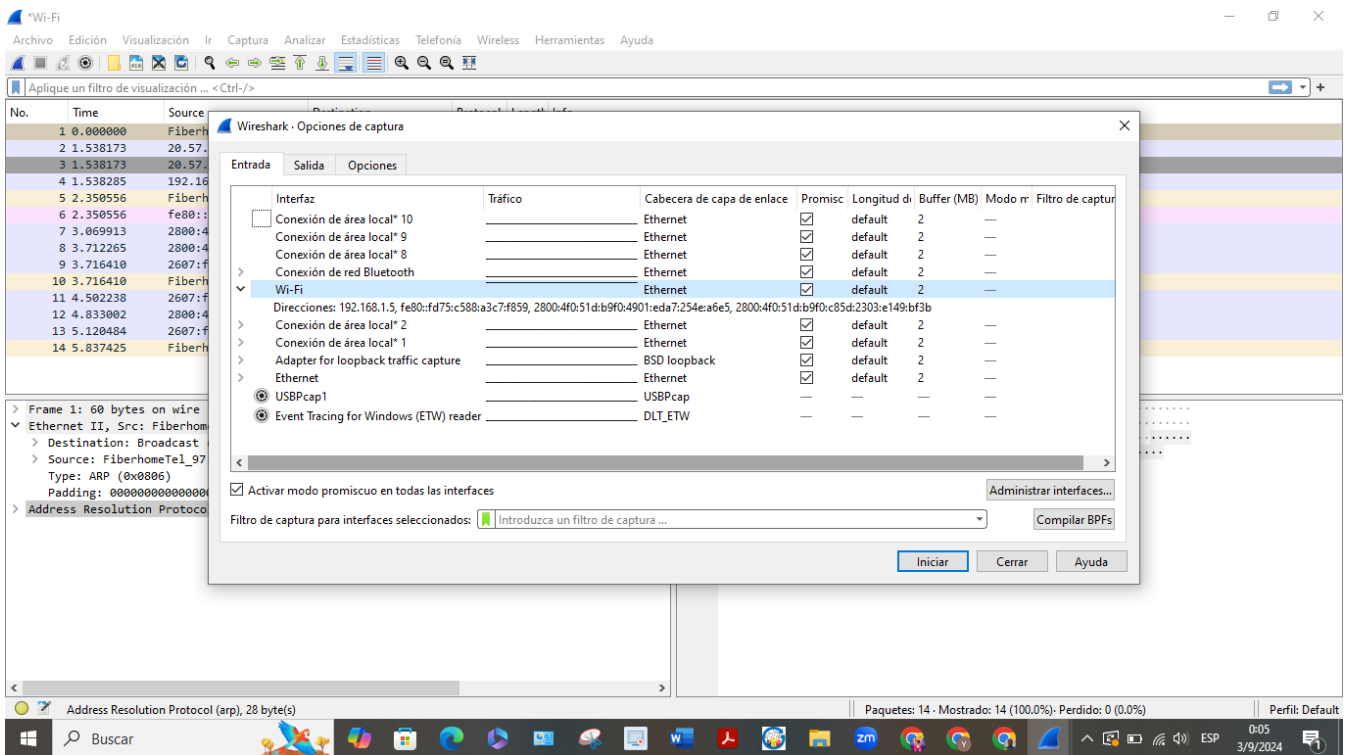 *Wi-Fi
Archivo Edición Visualización Ir Captura Analizar Estadísticas Telefonía Wireless Herramientas Ayuda
Aplique un filtro de visualización ... <Ctrl-/>
No. Time Source
1 0.000000 Fiberh
2 1.538173 20.57.
3 1.538173 20.57.
4 1.538285 192.16
5 2.350556 Fiberh
6 2.350556 fe80::
7 3.069913 2800:4
8 3.712265 2800:4
9 3.716410 2607:f
10 3.716410 Fiberh
11 4.502238 2607:f
12 4.833002 2800:4
13 5.120484 2607:f
14 5.837425 Fiberh
Wireshark · Opciones de captura
Entrada Salida Opciones
Interfaz Tráfico Cabecera de capa de enlace Promisc Longitud d Buffer (MB) Modo m Filtro de captur
Conexión de área local* 10 Ethernet default 2 —
Conexión de área local* 9 Ethernet default 2 —
Conexión de área local* 8 Ethernet default 2 —
Conexión de red Bluetooth Ethernet default 2 —
Wi-Fi Ethernet default 2 —
Direcciones: 192.168.1.5, fe80::fd75:c588:a3c7:f859, 2800:4f0:51d:b9f0:4901:eda7:254e:a6e5, 2800:4f0:51d:b9f0:c85d:2303:e149:bf3b
Conexión de área local* 2 Ethernet default 2 —
Conexión de área local* 1 Ethernet default 2 —
Adapter for loopback traffic capture BSD loopback default 2 —
Ethernet Ethernet default 2 —
USBPcap1 USBPcap — — — —
Event Tracing for Windows (ETW) reader DLT_ETW — — — —
Activar modo promiscuo en todas las interfaces Administrar interfaces...
Filtro de captura para interfaces seleccionados: Introduzca un filtro de captura ... Compilar BPFs
Iniciar Cerrar Ayuda
Frame 1: 60 bytes on wire
Ethernet II, Src: Fiberhom
Destination: Broadcast
Source: FiberhomeTel_97
Type: ARP (0x0806)
Padding: 000000000000000
Address Resolution Protoco
Address Resolution Protocol (arp), 28 byte(s) Paquetes: 14 · Mostrado: 14 (100.0%)· Perdido: 0 (0.0%) Perfil: Default
Buscar zm ESP 0:05
3/9/2024